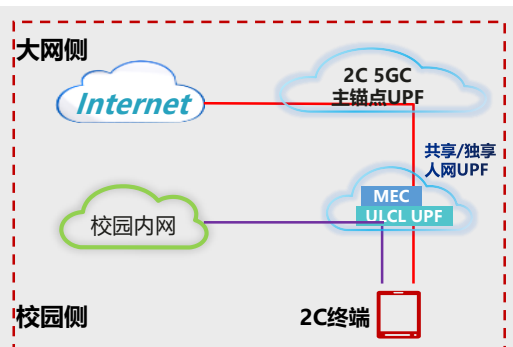 大网侧
2C 5GC
主锚点UPF
Internet
共享/独享
人网UPF
MEC
ULCL UPF
校园内网
校园侧
2C终端